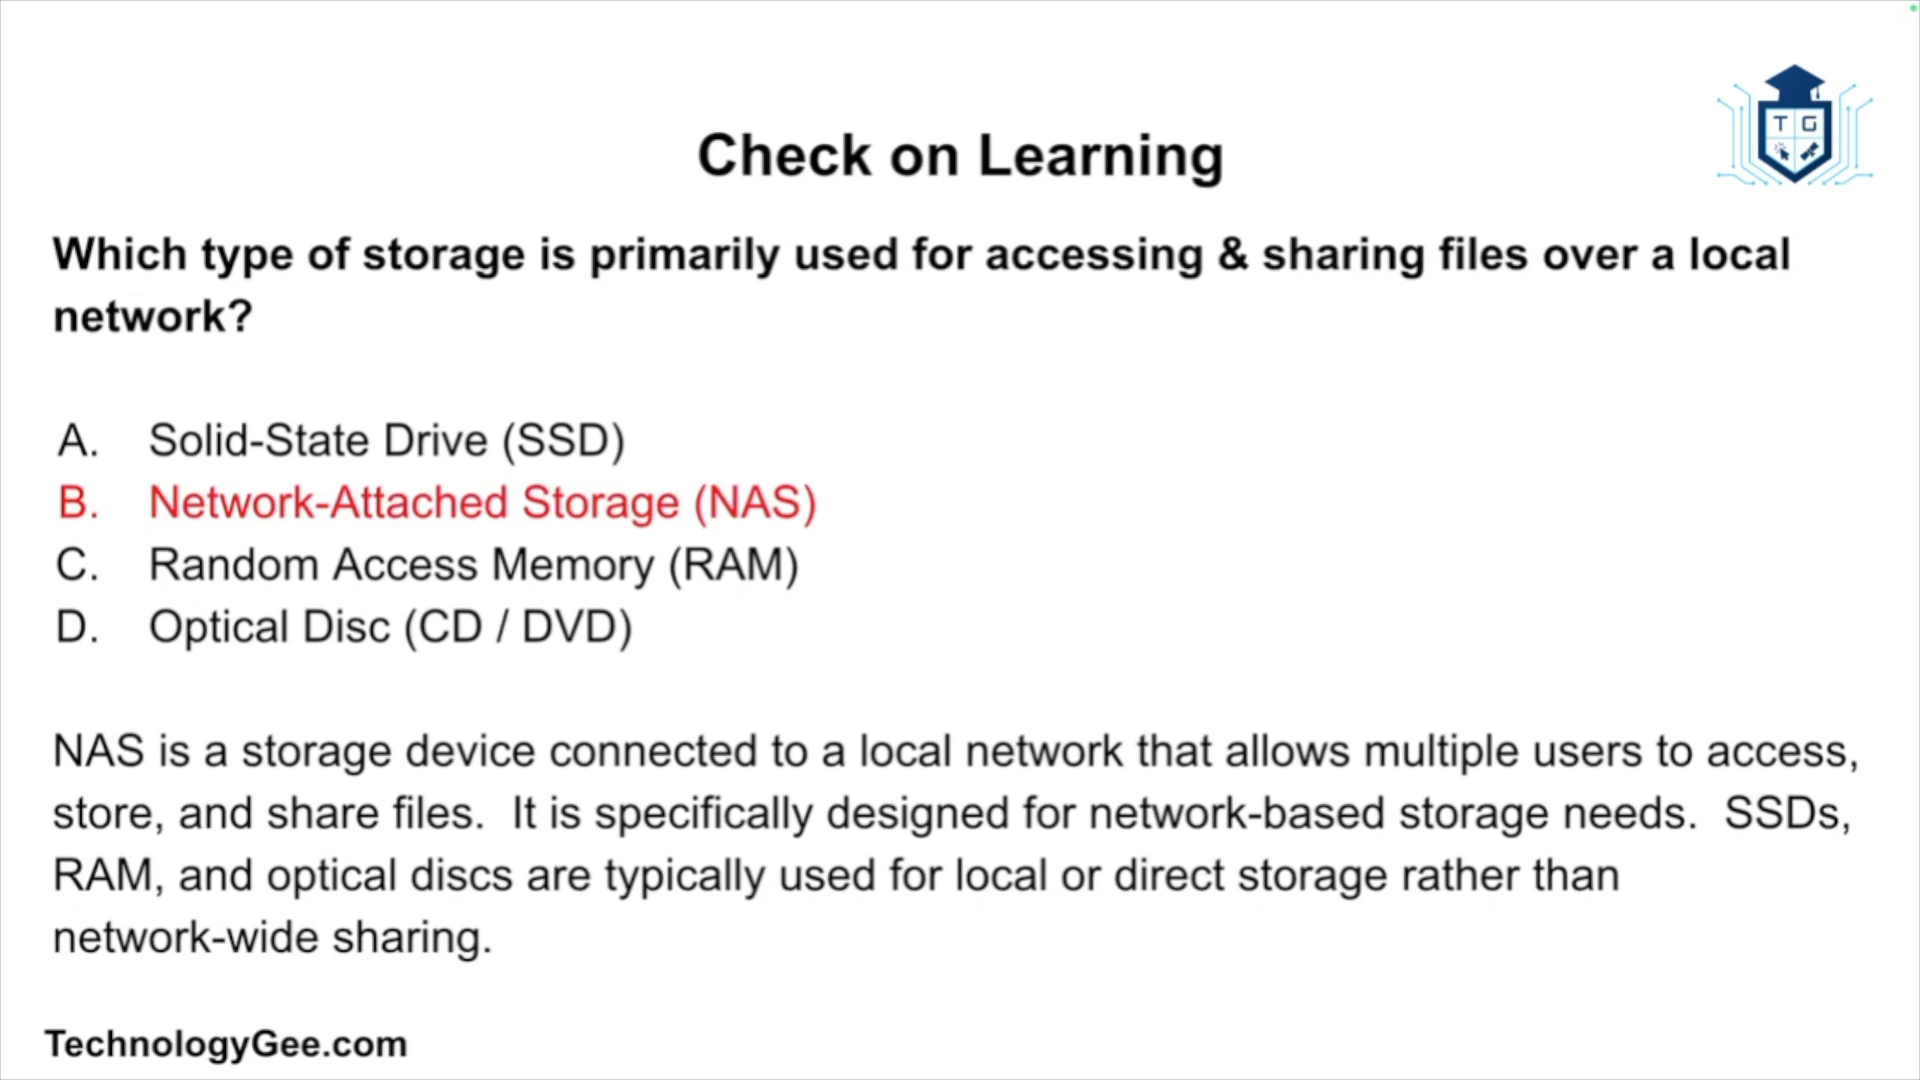 T G
Check on Learning
Which type of storage is primarily used for accessing & sharing files over a local
network?
A. Solid-State Drive (SSD)
B. Network-Attached Storage (NAS)
C. Random Access Memory (RAM)
D. Optical Disc (CD / DVD)
NAS is a storage device connected to a local network that allows multiple users to access,
store, and share files.  It is specifically designed for network-based storage needs.  SSDs,
RAM, and optical discs are typically used for local or direct storage rather than
network-wide sharing.
TechnologyGee.com